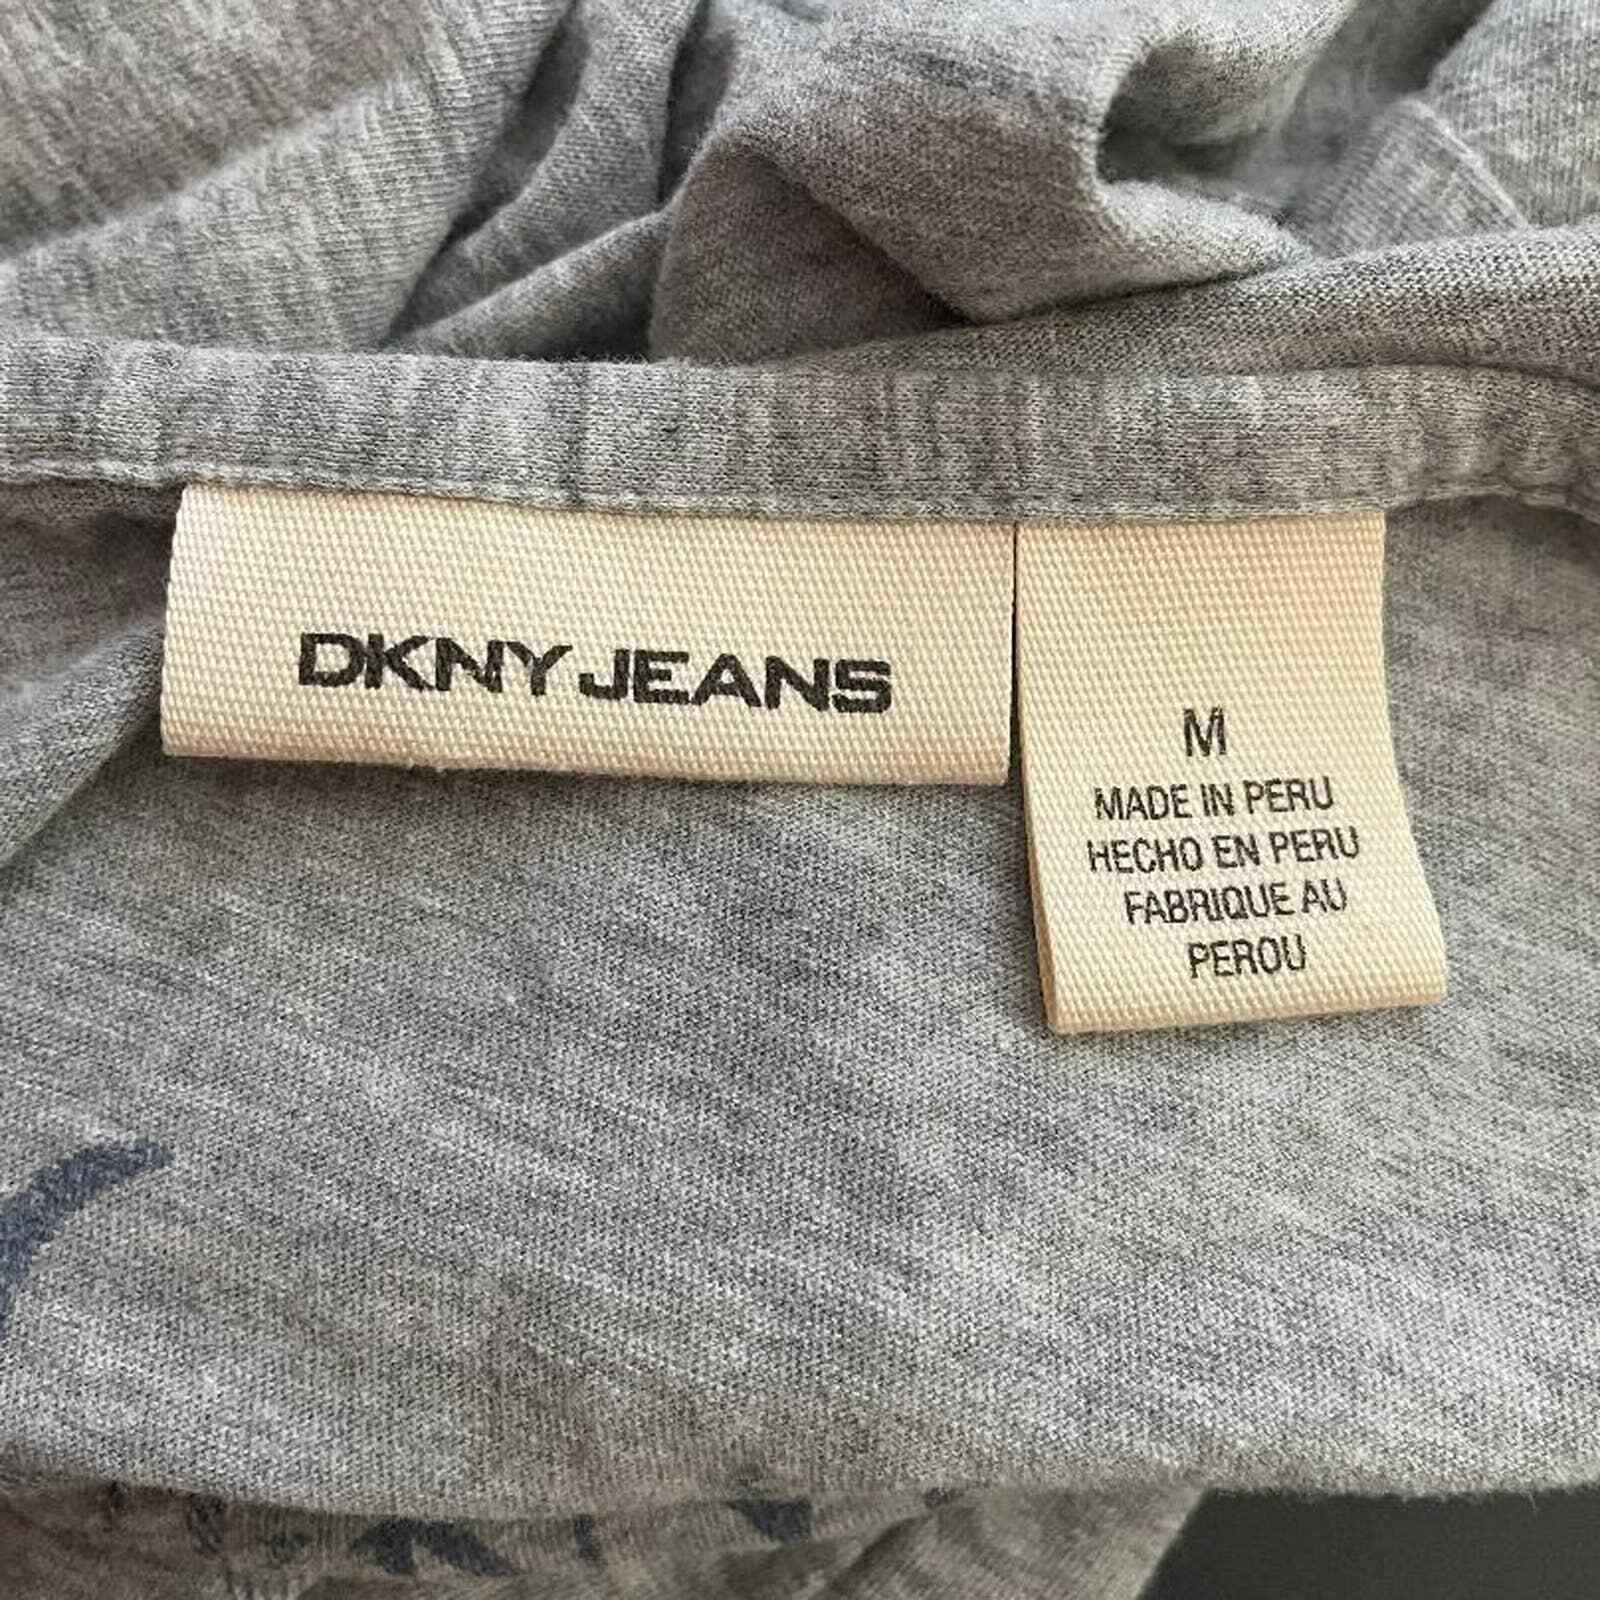 DKNY JEANS
M
MADE IN PERU
HECHO EN PERU
FABRIQUE AU
PEROU